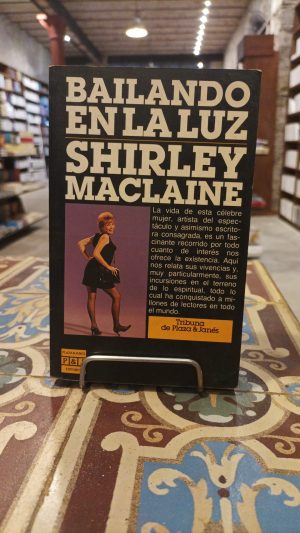 BAILANDO
EN LA LUZ
SHIRLEY
MACLAINE
La vida de esta célebre
mujer, artista del espec-
táculo y asimismo escrito-
ra consagrada, es un fas-
cinante recorrido por todo
cuanto de interés nos
ofrece la existencia. Aquí
nos relata sus vivencias y,
muy particularmente, sus
incursiones en el terreno
de lo espiritual, todo lo
cual ha conquistado a mi-
llones de lectores en todo
el mundo.
Tribuna
de Plaza & Janés
PLAZA & JANES
P & J